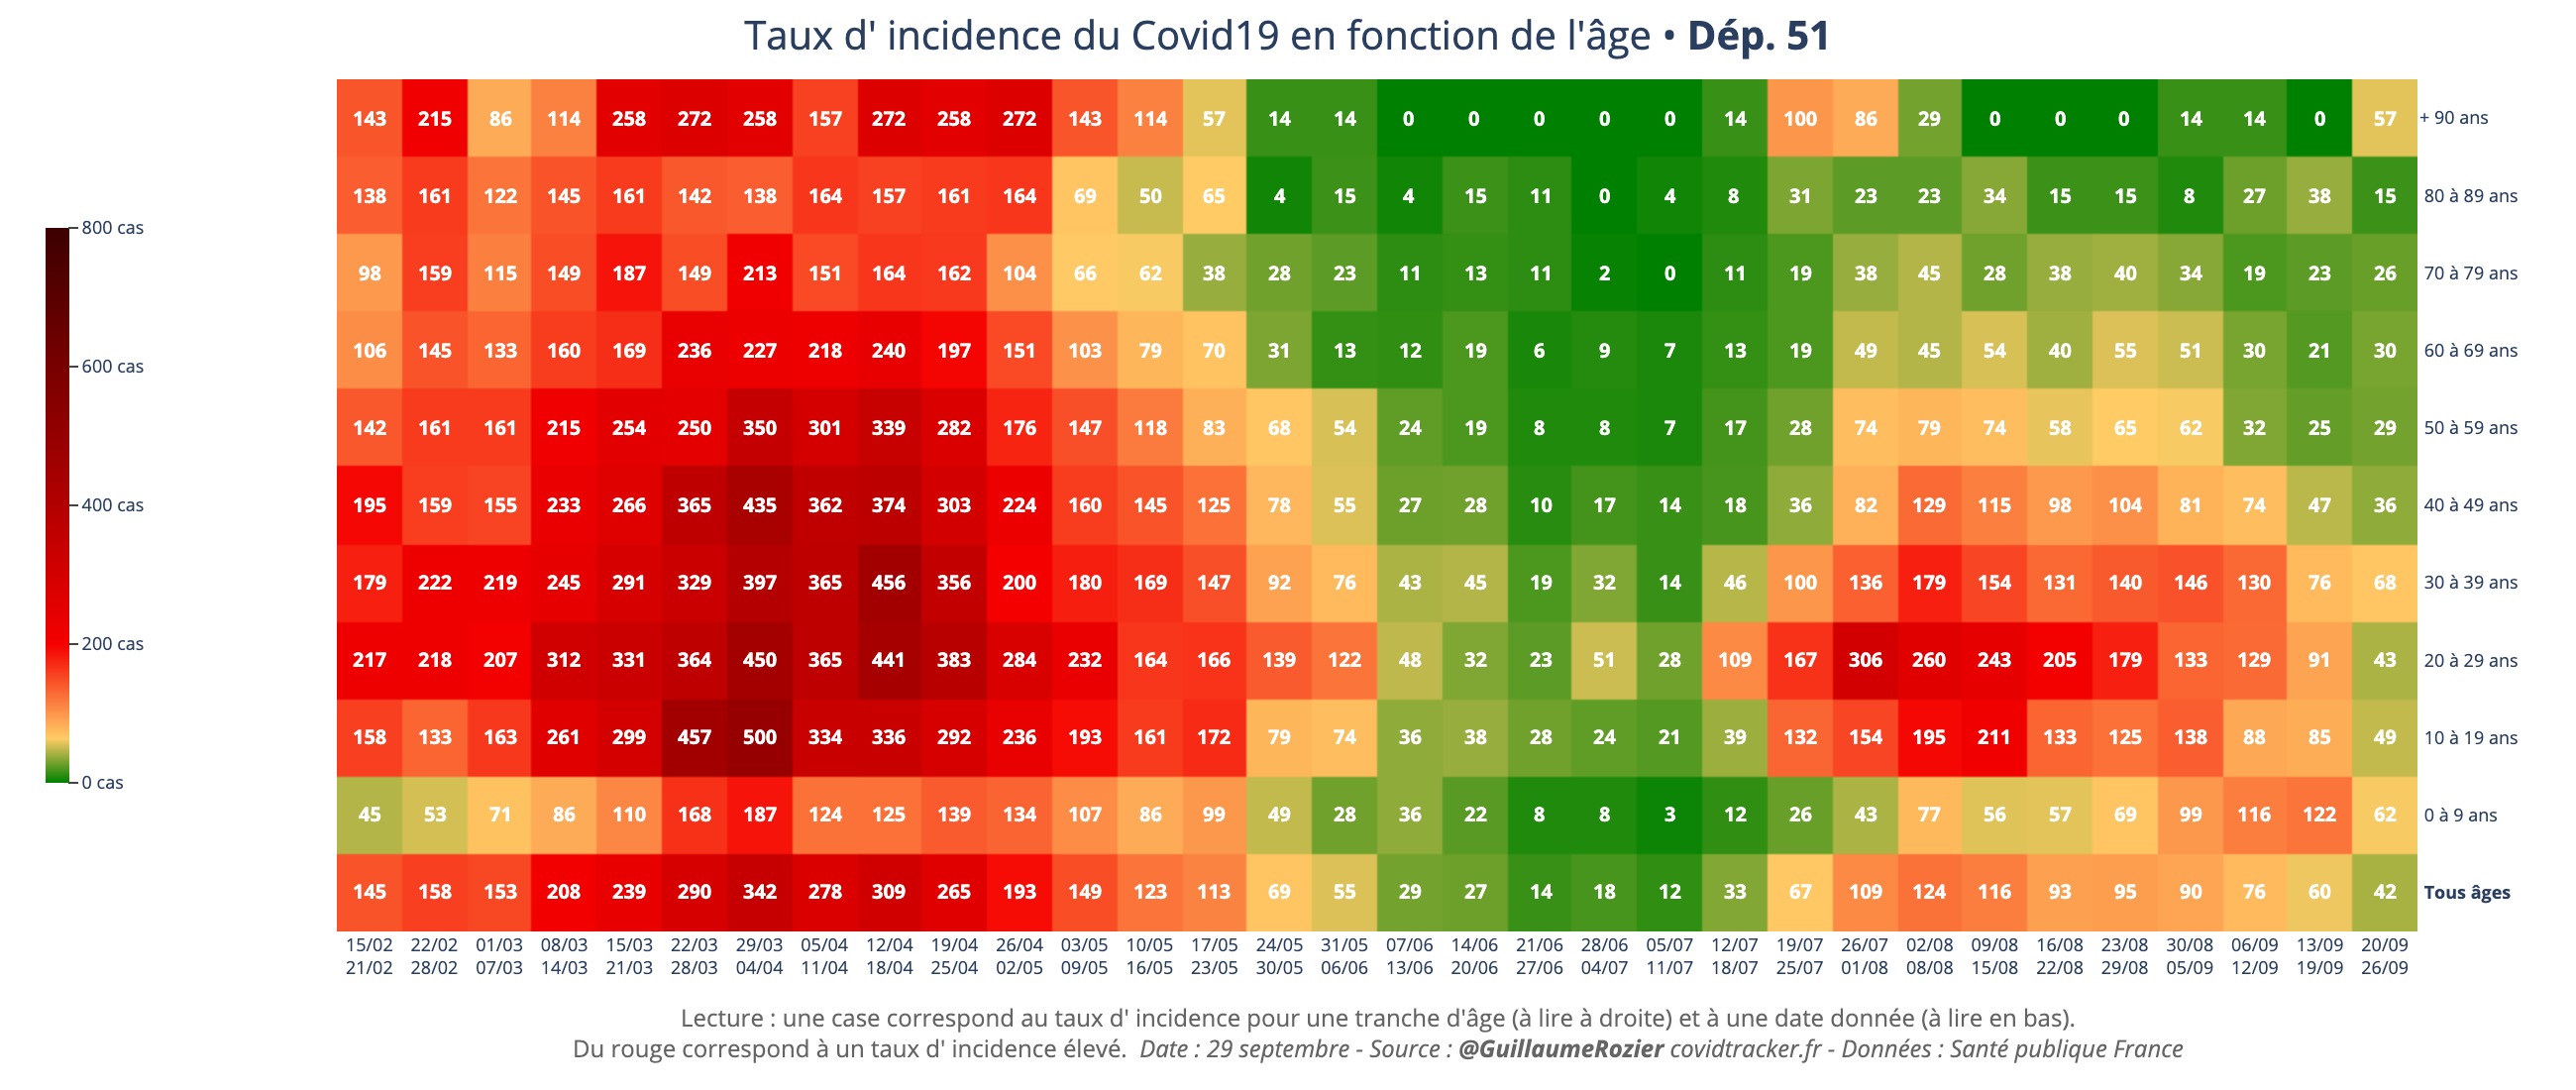 Taux d' incidence du Covid19 en fonction de l'âge • Dép. 51
143 215 86 114 258 272 258 157 272 258 272 143 114 57 14 14 0 0 0 0 0 14 100 86 29 0 0 0 14 14 0 57 + 90 ans
138 161 122 145 161 142 138 164 157 161 164 69 50 65 4 15 4 15 11 0 4 8 31 23 23 34 15 15 8 27 38 15 80 à 89 ans
800 cas
98 159 115 149 187 149 213 151 164 162 104 66 62 38 28 23 11 13 11 2 0 11 19 38 45 28 38 40 34 19 23 26 70 à 79 ans
106 145 133 160 169 236 227 218 240 197 151 103 79 70 31 13 12 19 6 9 7 13 19 49 45 54 40 55 51 30 21 30 60 à 69 ans
600 cas
142 161 161 215 254 250 350 301 339 282 176 147 118 83 68 54 24 19 8 8 7 17 28 74 79 74 58 65 62 32 25 29 50 à 59 ans
400 cas
195 159 155 233 266 365 435 362 374 303 224 160 145 125 78 55 27 28 10 17 14 18 36 82 129 115 98 104 81 74 47 36 40 à 49 ans
179 222 219 245 291 329 397 365 456 356 200 180 169 147 92 76 43 45 19 32 14 46 100 136 179 154 131 140 146 130 76 68 30 à 39 ans
200 cas
217 218 207 312 331 364 450 365 441 383 284 232 164 166 139 122 48 32 23 51 28 109 167 306 260 243 205 179 133 129 91 43 20 à 29 ans
158 133 163 261 299 457 500 334 336 292 236 193 161 172 79 74 36 38 28 24 21 39 132 154 195 211 133 125 138 88 85 49 10 à 19 ans
0 cas
45 53 71 86 110 168 187 124 125 139 134 107 86 99 49 28 36 22 8 8 3 12 26 43 77 56 57 69 99 116 122 62 0 à 9 ans
145 158 153 208 239 290 342 278 309 265 193 149 123 113 69 55 29 27 14 18 12 33 67 109 124 116 93 95 90 76 60 42 Tous âges
15/02 22/02 01/03 08/03 15/03 22/03 29/03 05/04 12/04 19/04 26/04 03/05 10/05 17/05 24/05 31/05 07/06 14/06 21/06 28/06 05/07 12/07 19/07 26/07 02/08 09/08 16/08 23/08 30/08 06/09 13/09 20/09
21/02 28/02 07/03 14/03 21/03 28/03 04/04 11/04 18/04 25/04 02/05 09/05 16/05 23/05 30/05 06/06 13/06 20/06 27/06 04/07 11/07 18/07 25/07 01/08 08/08 15/08 22/08 29/08 05/09 12/09 19/09 26/09
Lecture : une case correspond au taux d' incidence pour une tranche d'âge (à lire à droite) et à une date donnée (à lire en bas).
Du rouge correspond à un taux d' incidence élevé. Date : 29 septembre - Source : @GuillaumeRozier covidtracker.fr - Données : Santé publique France